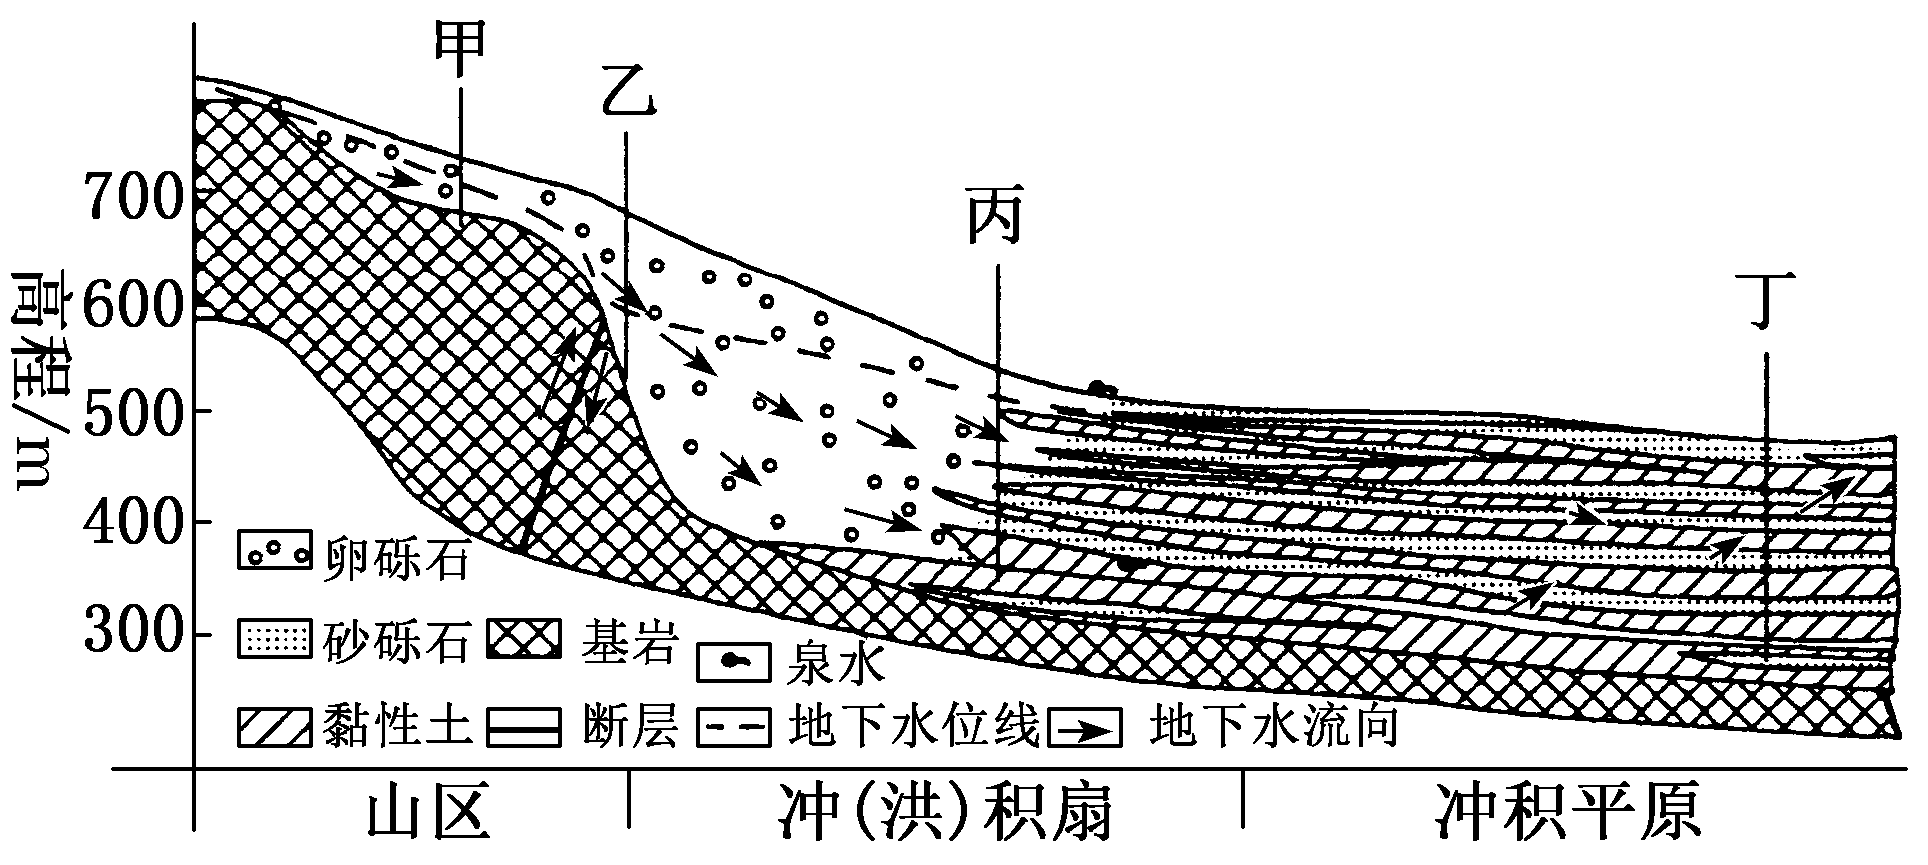 甲
乙
丙
丁
高程/m
700
600
500
400
300
卵砾石
砂砾石 基岩 泉水
黏性土 断层 地下水位线 地下水流向
山区 冲(洪)积扇 冲积平原